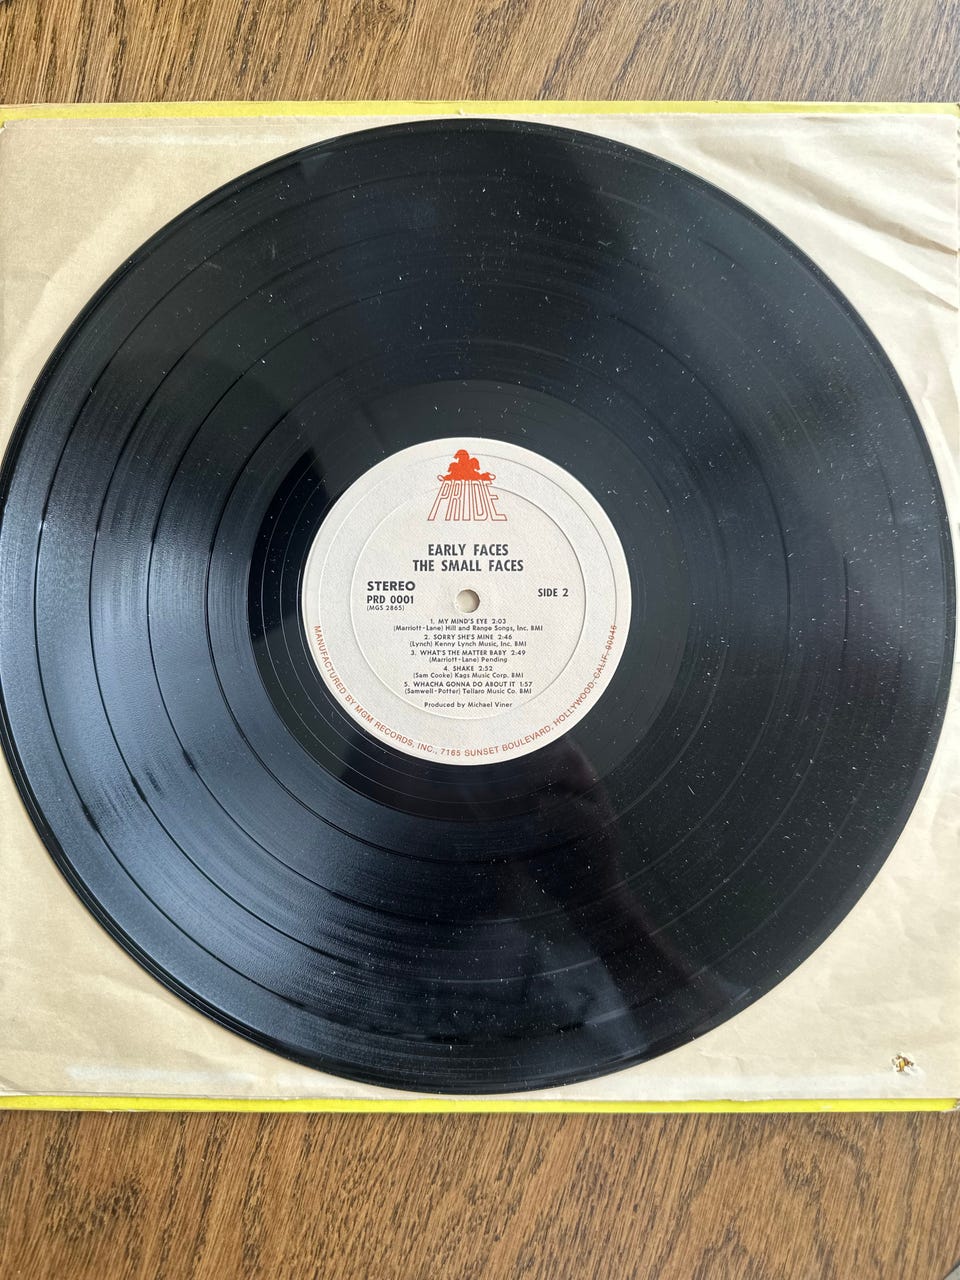 PRIDE
EARLY FACES
THE SMALL FACES
STEREO
PRD 0001
(MGS 2865)
SIDE 2
1. MY MIND'S EYE 2:03
(Marriott-Lane) Hill and Range Songs, Inc. BMI
2. SORRY SHE'S MINE 2:46
(Lynch) Kenny Lynch Music, Inc. BMI
3. WHAT'S THE MATTER BABY 2:49
(Marriott-Lane) Pending
4. SHAKE 2:52
(Sam Cooke) Kags Music Corp. BMI
5. WHACHA GONNA DO ABOUT IT 1:57
(Samwell-Potter) Tellaro Music Co. BMI
Produced by Michael Viner
MANUFACTURED BY MGM RECORDS, INC., 7165 SUNSET BOULEVARD, HOLLYWOOD, CALIF. 90046